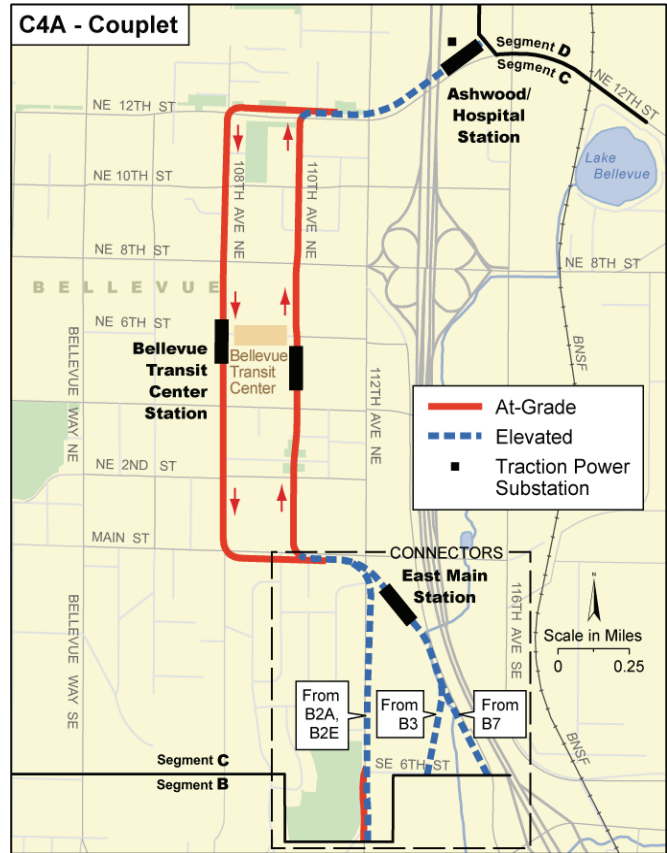 C4A - Couplet
Segment D
Segment C
NE 12TH ST
NE 12TH ST
Ashwood/
Hospital
Station
Lake
Bellevue
NE 10TH ST
108TH AVE NE
110TH AVE NE
NE 8TH ST
NE 8TH ST
BELLEVUE
NE 6TH ST
Bellevue
Transit
Center
Station
Bellevue
Transit
Center
BELLEVUE WAY NE
112TH AVE NE
BNSF
At-Grade
Elevated
Traction Power
Substation
NE 2ND ST
MAIN ST
CONNECTORS
East Main
Station
116TH AVE SE
N
Scale in Miles
0 0.25
BELLEVUE WAY SE
From
B2A,
B2E
From
B3
From
B7
BNSF
SE 6TH ST
Segment C
Segment B